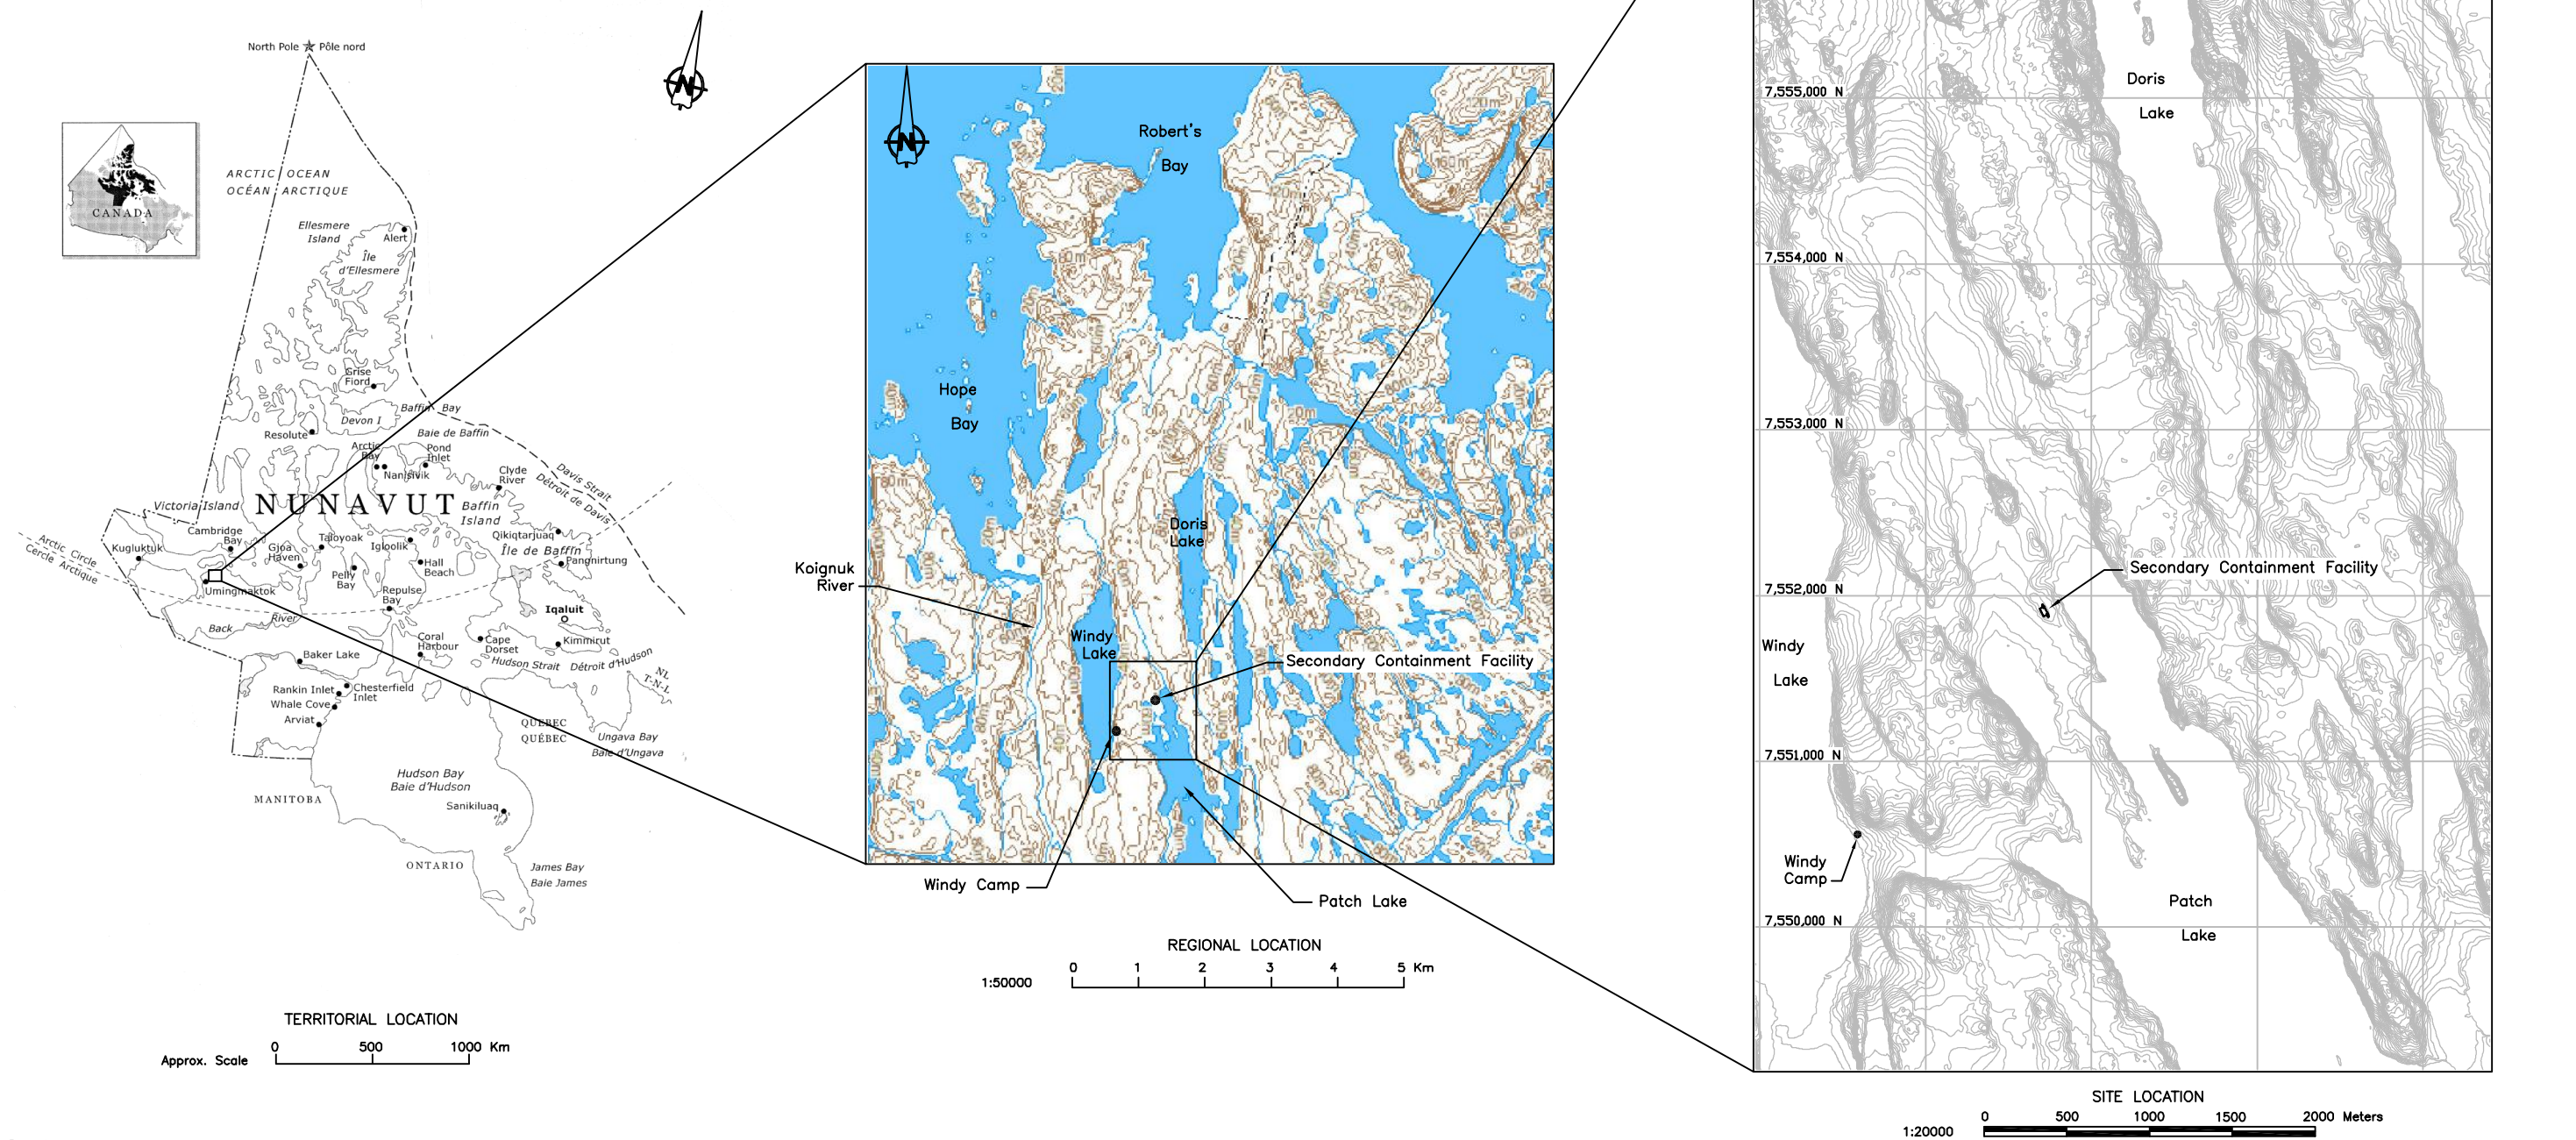 North Pole Pôle nord
CANADA
ARCTIC OCEAN
OCÉAN ARCTIQUE
Ellesmere
Island
Alert
Île
d'Ellesmere
Grise
Fiord
Devon I
Baffin Bay
Baie de Baffin
Resolute
Arctic
Bay
Nanisivik
Pond
Inlet
Clyde
River
Davis Strait
Détroit de Davis
NUNAVUT
Victoria Island
Baffin
Island
Cambridge
Bay
Arctic Circle
Cercle Arctique
Kugluktuk
Gjoa
Haven
Taloyoak
Igloolik
Qikiqtarjuaq
Île de Baffin
Pangnirtung
Hall
Beach
Pelly
Bay
Umingmaktok
Repulse
Bay
Iqaluit
Back River
Coral
Harbour
Cape
Dorset
Kimmirut
Hudson Strait Détroit d'Hudson
Baker Lake
NL
T-N-L
Rankin Inlet
Chesterfield
Inlet
Whale Cove
Arviat
QUEBEC
QUÉBEC
Ungava Bay
Baie d'Ungava
Hudson Bay
Baie d'Hudson
MANITOBA
Sanikiluaq
ONTARIO
James Bay
Baie James
TERRITORIAL LOCATION
0 500 1000 Km
Approx. Scale
N
N
Robert's
Bay
120m
160m
20m
Hope
Bay
Doris
Lake
Koignuk
River
Windy
Lake
Secondary Containment Facility
Windy Camp
Patch Lake
REGIONAL LOCATION
0 1 2 3 4 5 Km
1:50000
Doris
Lake
7,555,000 N
7,554,000 N
7,553,000 N
7,552,000 N
7,551,000 N
7,550,000 N
Secondary Containment Facility
Windy
Lake
Windy
Camp
Patch
Lake
SITE LOCATION
0 500 1000 1500 2000 Meters
1:20000